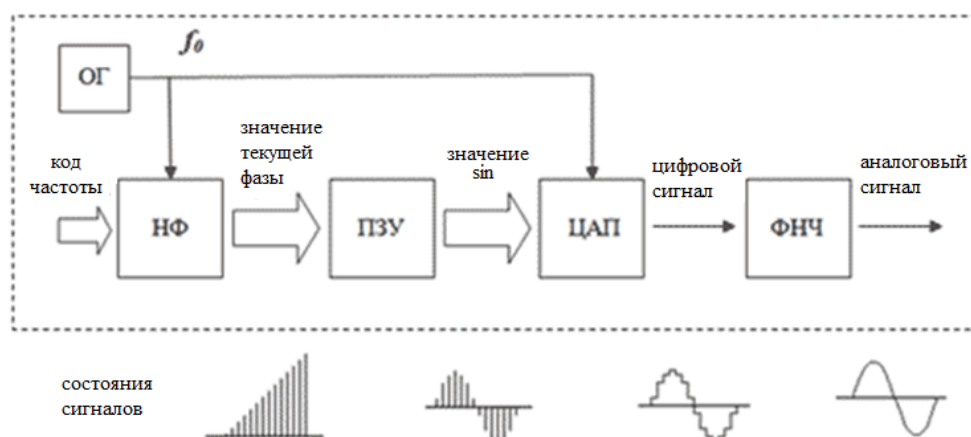 f₀
ОГ
код
частоты
НФ
значение
текущей
фазы
ПЗУ
значение
sin
ЦАП
цифровой
сигнал
ФНЧ
аналоговый
сигнал
состояния
сигналов